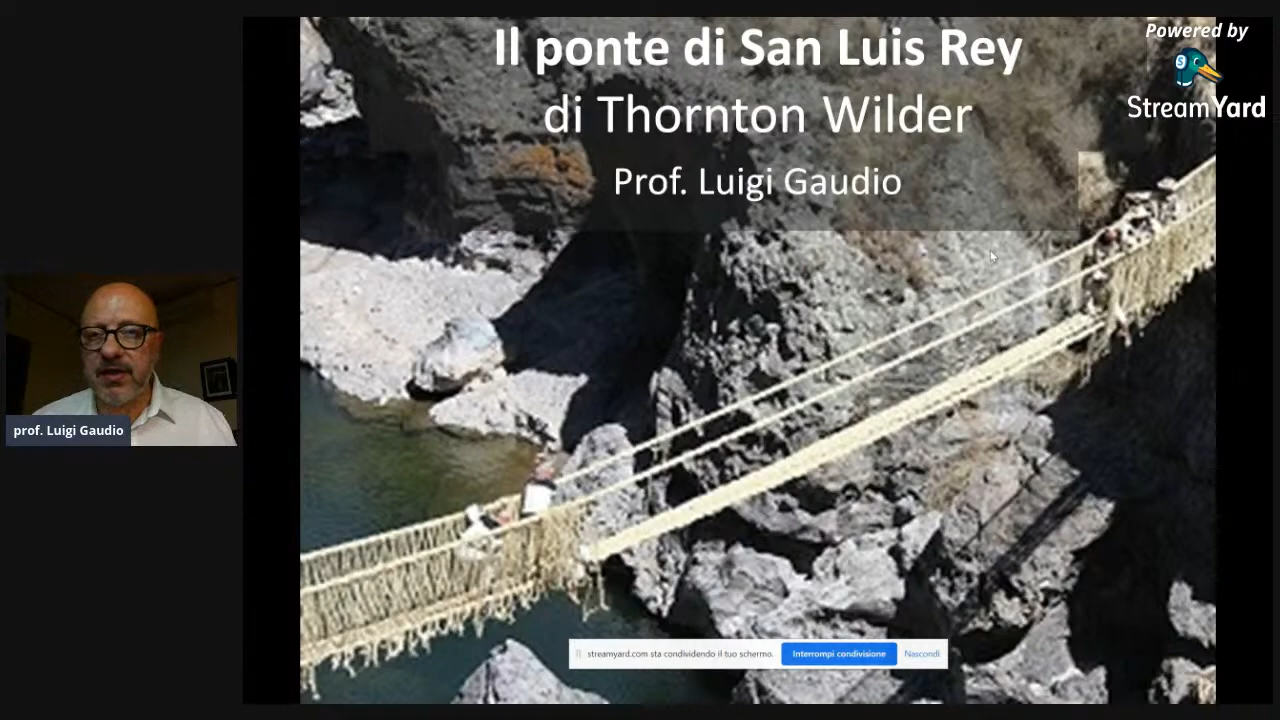 Il ponte di San Luis Rey
di Thornton Wilder
Prof. Luigi Gaudio
Powered by
StreamYard
prof. Luigi Gaudio
streamyard.com sta condividendo il tuo schermo.
Interrompi condivisione
Nascondi